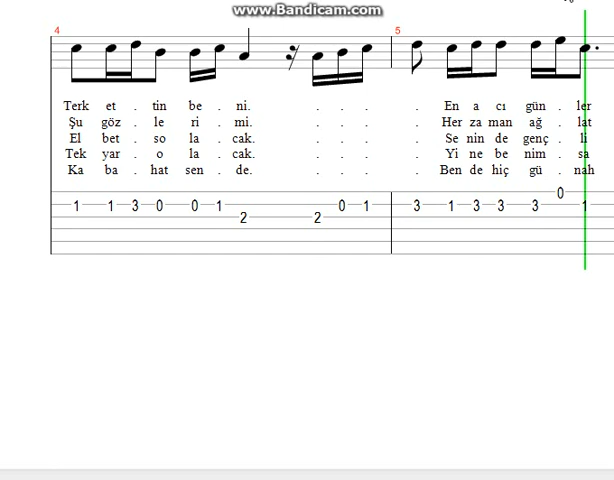 www.Bandicam.com
4 5
Terk et . tin be . ni. . . . . En a cı gün . ler
Şu göz . le ri . mi. . . . . Her za man ağ . lat
El bet . so la . cak. . . . . Se nin de genç . li
Tek yar . o la . cak. . . . . Yi ne be nim . sa
Ka ba . hat sen . de. . . . . Ben de hiç gü . nah
0
1 1 3 0 0 1 0 1 3 1 3 3 3 1
2 2